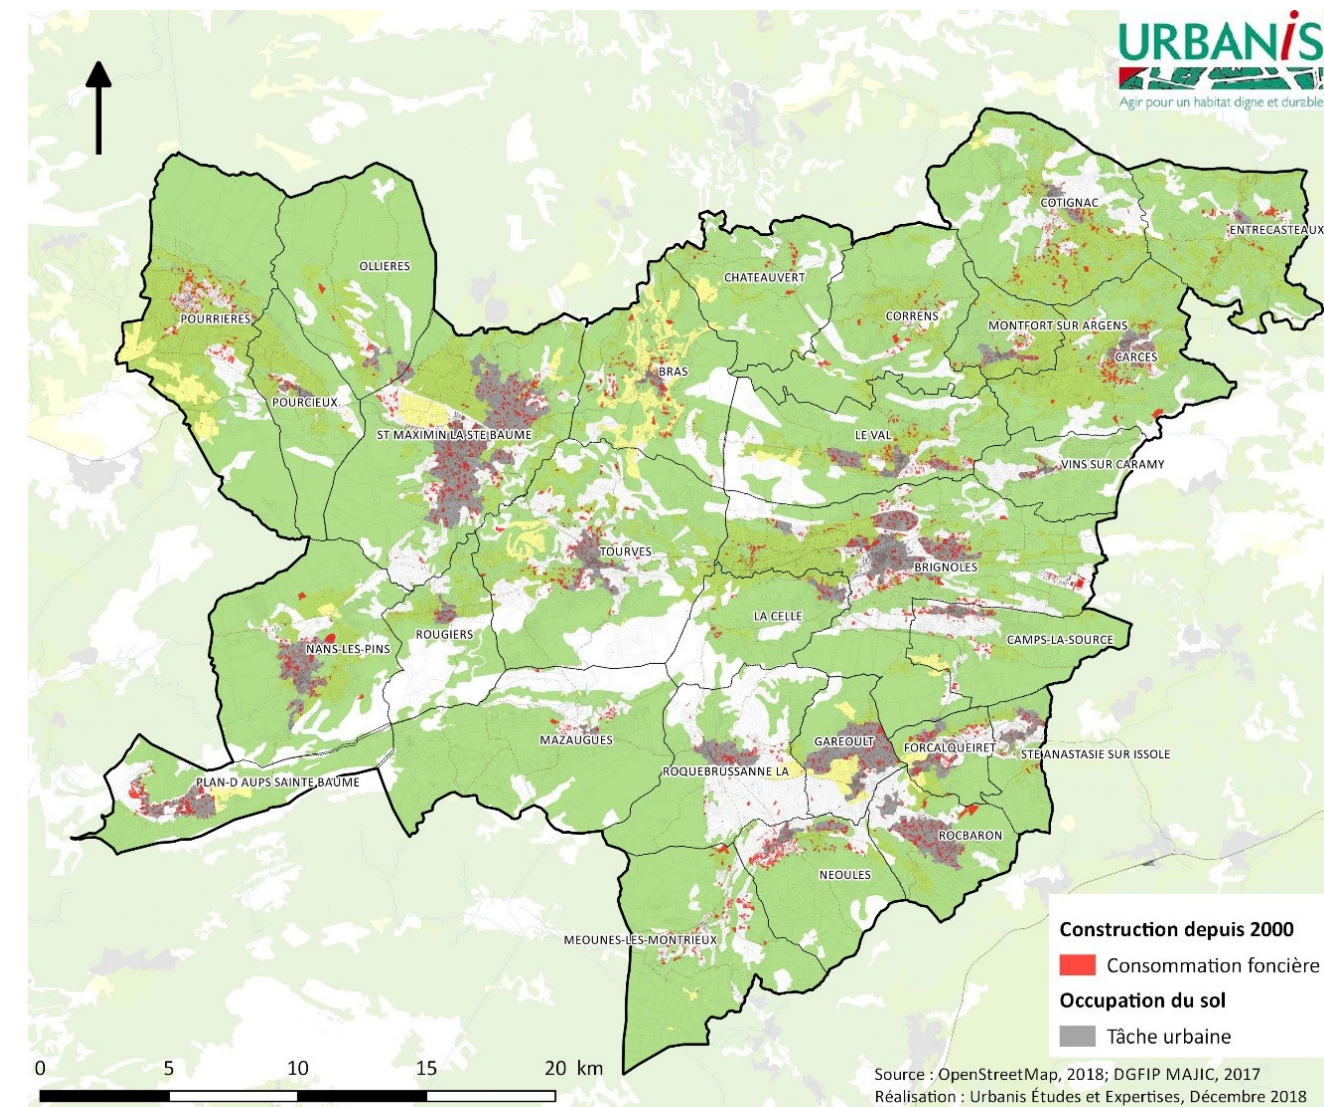 URBANiS
Agir pour un habitat digne et durable
COTIGNAC
ENTRECASTEAUX
OLLIERES
CHATEAUVERT
POURRIERES
CORRENS
MONTFORT SUR ARGENS
CARCES
BRAS
POURCIEUX
ST MAXIMIN LA STE BAUME
LE VAL
VINS SUR CARAMY
TOURVES
BRIGNOLES
LA CELLE
ROUGIERS
CAMPS-LA-SOURCE
NANS-LES-PINS
MAZAUGUES
GAREOULT
FORCALQUEIRET
STE ANASTASIE SUR ISSOLE
ROQUEBRUSSANNE LA
PLAN-D AUPS SAINTE BAUME
ROCBARON
NEOULES
MEOUNES-LES-MONTRIEUX
Construction depuis 2000
Consommation foncière
Occupation du sol
Tâche urbaine
0 5 10 15 20 km
Source : OpenStreetMap, 2018; DGFIP MAJIC, 2017
Réalisation : Urbanis Études et Expertises, Décembre 2018